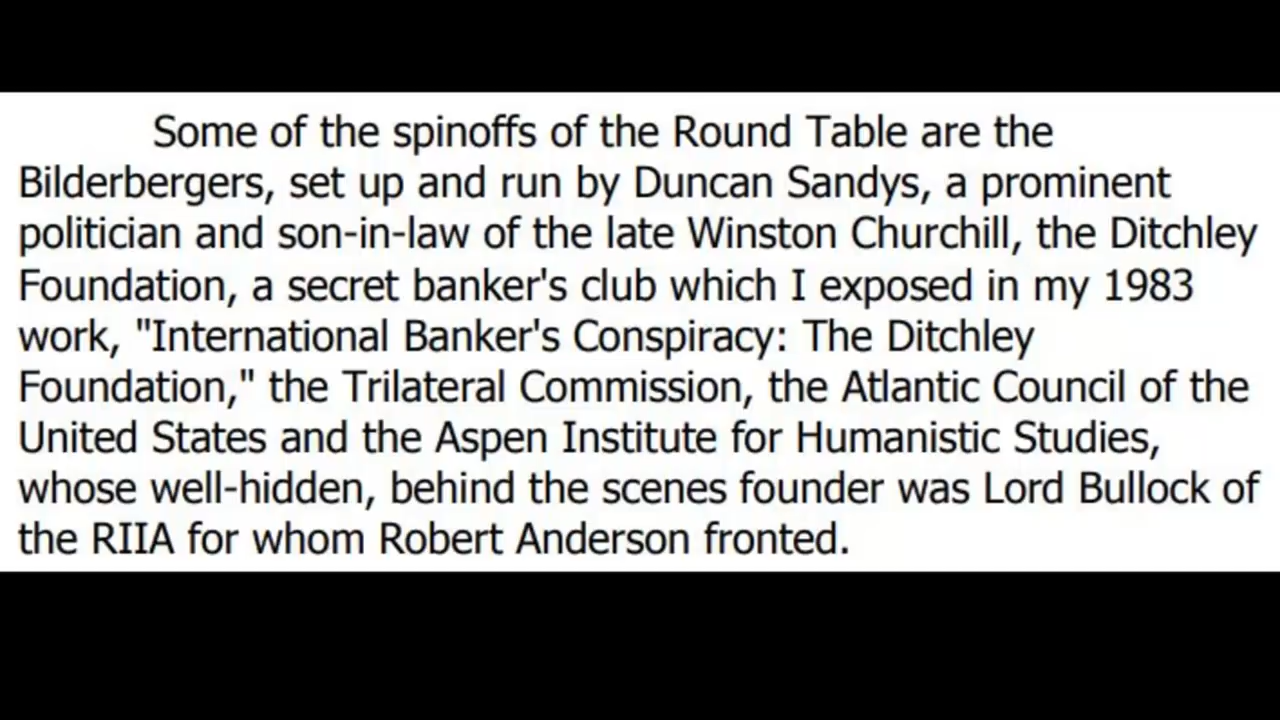 Some of the spinoffs of the Round Table are the
Bilderbergers, set up and run by Duncan Sandys, a prominent
politician and son-in-law of the late Winston Churchill, the Ditchley
Foundation, a secret banker's club which I exposed in my 1983
work, "International Banker's Conspiracy: The Ditchley
Foundation," the Trilateral Commission, the Atlantic Council of the
United States and the Aspen Institute for Humanistic Studies,
whose well-hidden, behind the scenes founder was Lord Bullock of
the RIIA for whom Robert Anderson fronted.